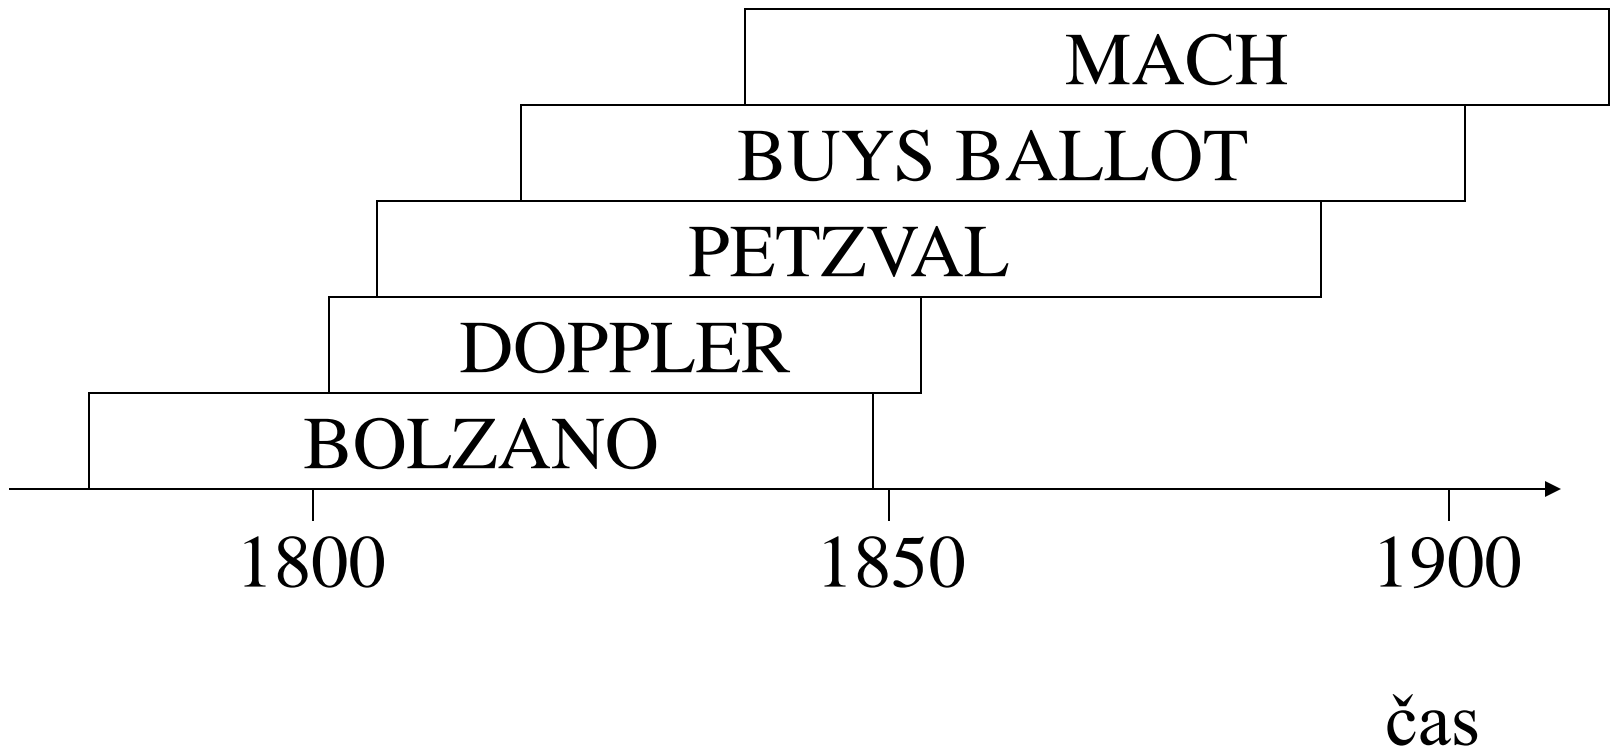 MACH
BUYS BALLOT
PETZVAL
DOPPLER
BOLZANO
1800 1850 1900
čas